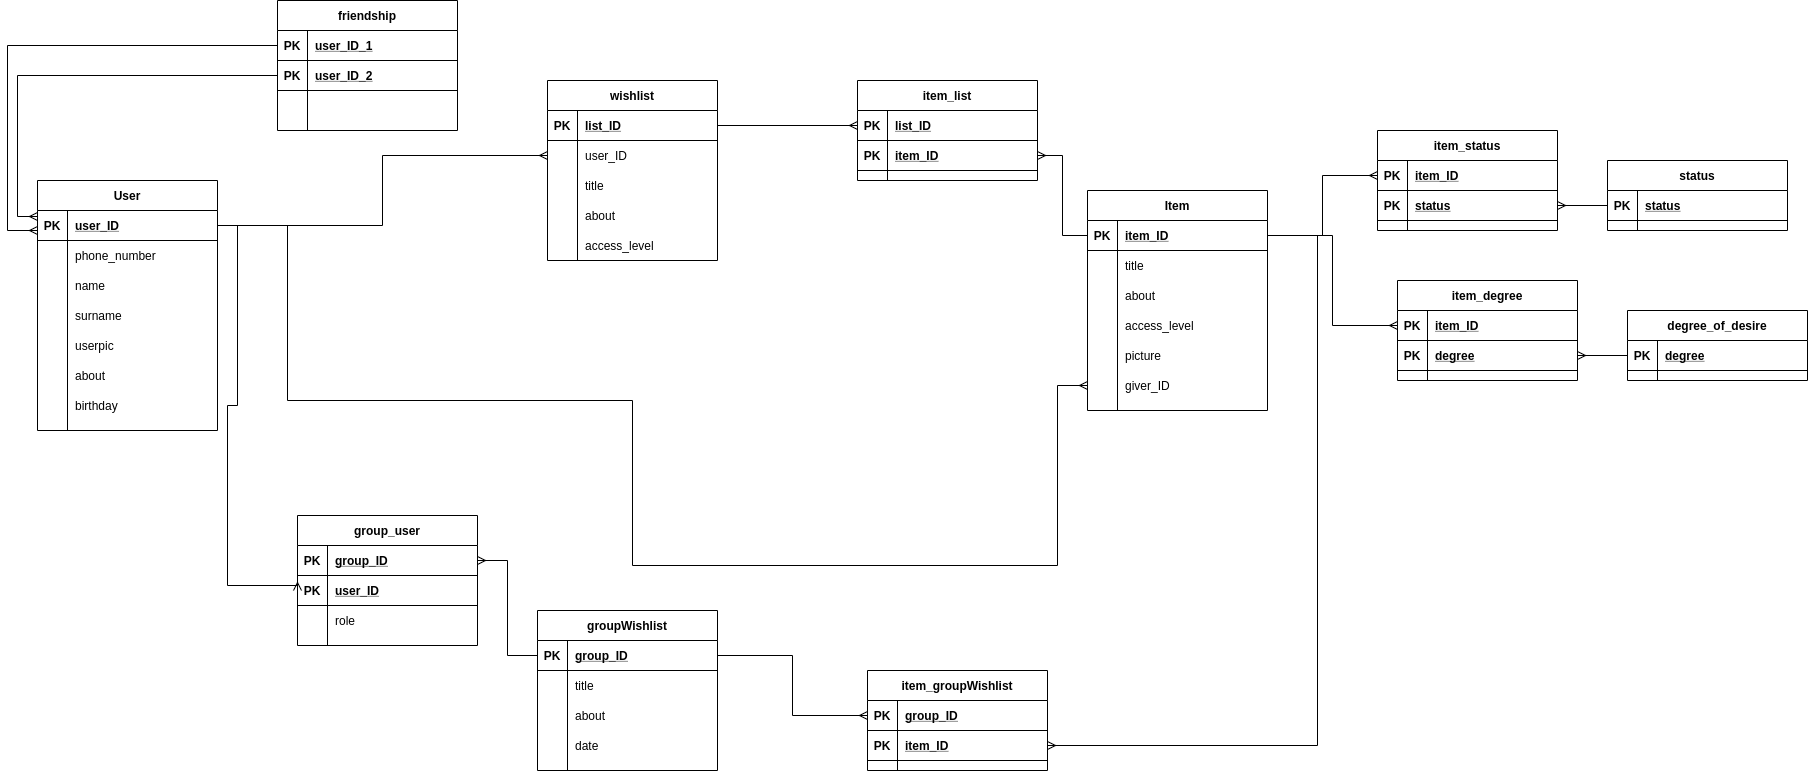 friendship
PK user_ID_1
PK user_ID_2
User
PK user_ID
phone_number
name
surname
userpic
about
birthday
wishlist
PK list_ID
user_ID
title
about
access_level
item_list
PK list_ID
PK item_ID
Item
PK item_ID
title
about
access_level
picture
giver_ID
item_status
PK item_ID
PK status
status
PK status
item_degree
PK item_ID
PK degree
degree_of_desire
PK degree
group_user
PK group_ID
PK user_ID
role
groupWishlist
PK group_ID
title
about
date
item_groupWishlist
PK group_ID
PK item_ID